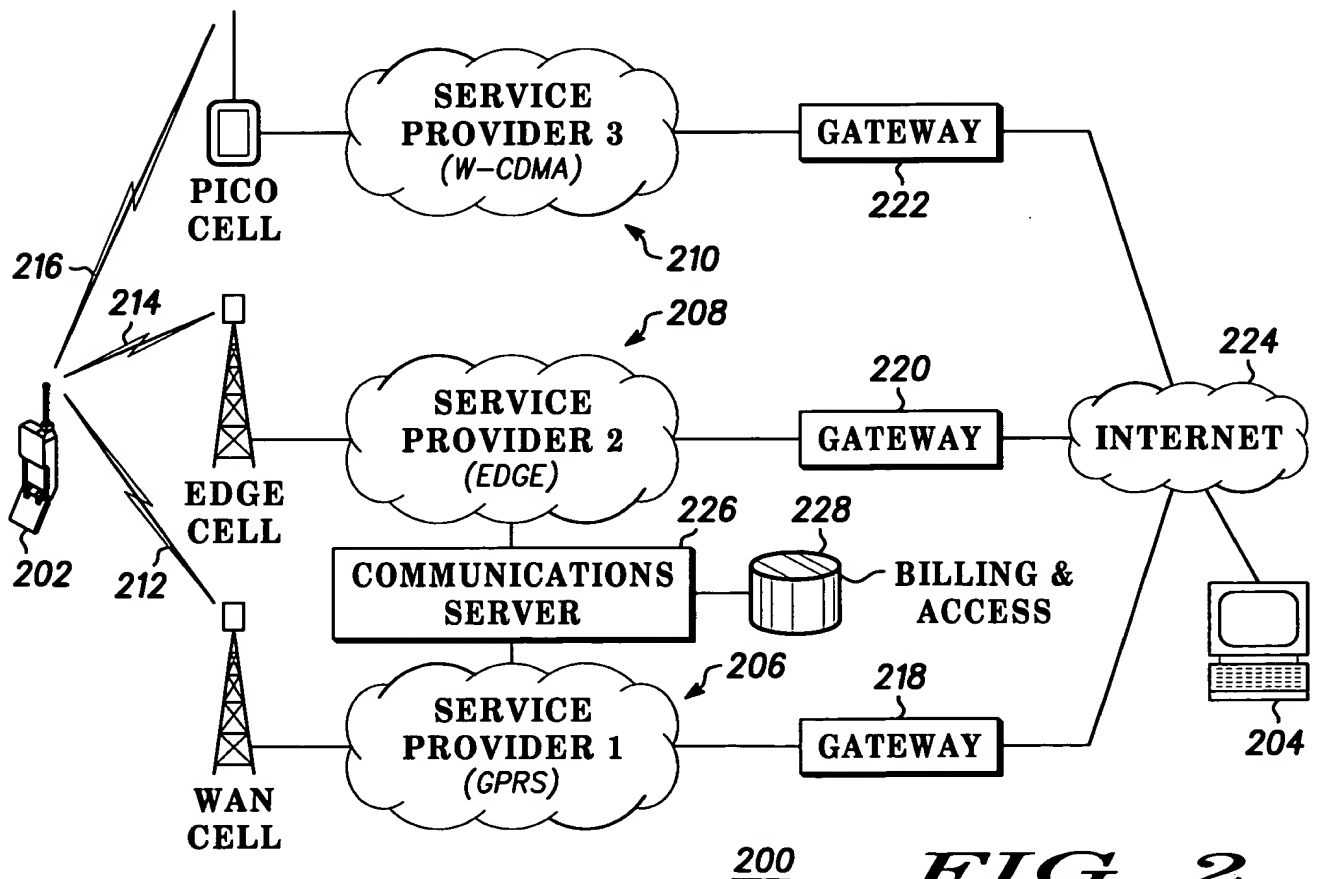 SERVICE
PROVIDER 3
(W-CDMA)
GATEWAY
222
PICO
CELL
210
216
214
208
SERVICE
PROVIDER 2
(EDGE)
220
GATEWAY
224
INTERNET
EDGE
CELL
202
212
226
COMMUNICATIONS
SERVER
228
BILLING &
ACCESS
204
206
SERVICE
PROVIDER 1
(GPRS)
218
GATEWAY
WAN
CELL
200
FIG. 2